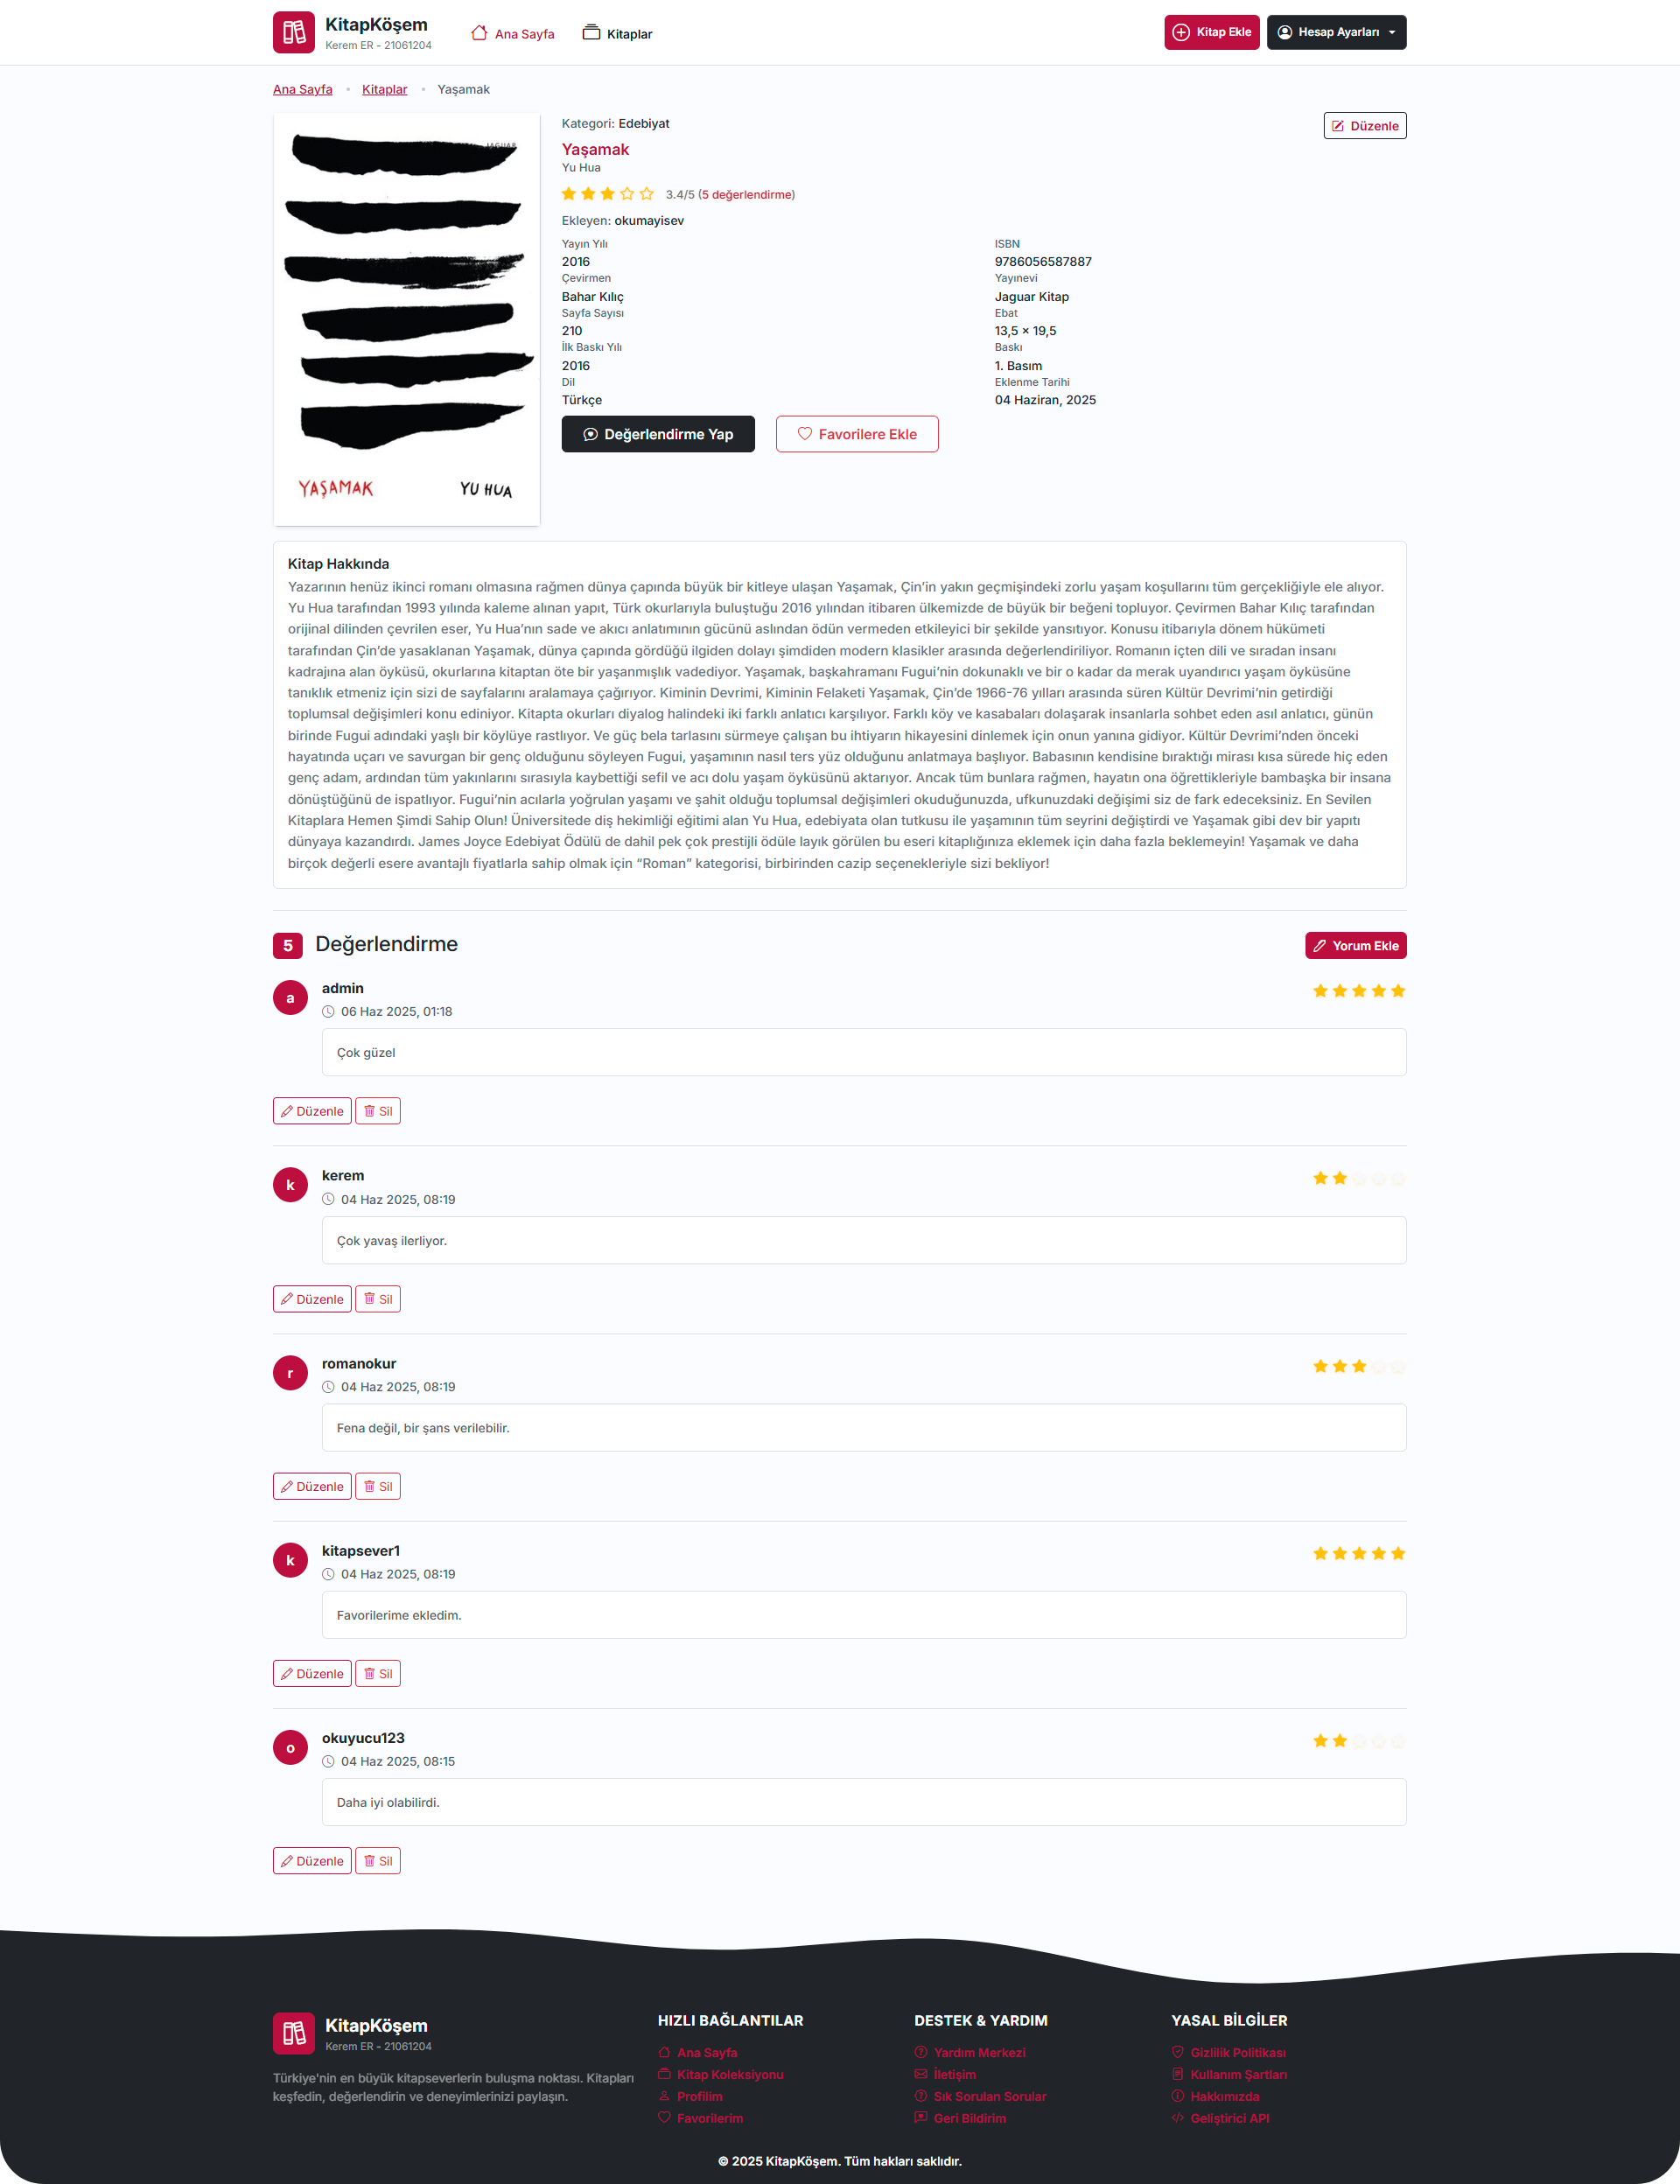 KitapKöşem
Kerem ER - 21061204
Ana Sayfa
Kitaplar
Kitap Ekle
Hesap Ayarları
Ana Sayfa • Kitaplar • Yaşamak
JAGUAR
YAŞAMAK YU HUA
Kategori: Edebiyat
Düzenle
Yaşamak
Yu Hua
3.4/5 (5 değerlendirme)
Ekleyen: okumayisev
Yayın Yılı
2016
ISBN
9786056587887
Çevirmen
Bahar Kılıç
Yayınevi
Jaguar Kitap
Sayfa Sayısı
210
Ebat
13,5 x 19,5
İlk Baskı Yılı
2016
Baskı
1. Basım
Dil
Türkçe
Eklenme Tarihi
04 Haziran, 2025
Değerlendirme Yap
Favorilere Ekle
Kitap Hakkında
Yazarının henüz ikinci romanı olmasına rağmen dünya çapında büyük bir kitleye ulaşan Yaşamak, Çin’in yakın geçmişindeki zorlu yaşam koşullarını tüm gerçekliğiyle ele alıyor.
Yu Hua tarafından 1993 yılında kaleme alınan yapıt, Türk okurlarıyla buluştuğu 2016 yılından itibaren ülkemizde de büyük bir beğeni topluyor. Çevirmen Bahar Kılıç tarafından
orijinal dilinden çevrilen eser, Yu Hua’nın sade ve akıcı anlatımının gücünü aslından ödün vermeden etkileyici bir şekilde yansıtıyor. Konusu itibarıyla dönem hükümeti
tarafından Çin’de yasaklanan Yaşamak, dünya çapında gördüğü ilgiden dolayı şimdiden modern klasikler arasında değerlendiriliyor. Romanın içten dili ve sıradan insanı
kadrajına alan öyküsü, okurlarına kitaptan öte bir yaşanmışlık vadediyor. Yaşamak, başkahramanı Fugui’nin dokunaklı ve bir o kadar da merak uyandırıcı yaşam öyküsüne
tanıklık etmeniz için sizi de sayfalarını aralamaya çağırıyor. Kiminin Devrimi, Kiminin Felaketi Yaşamak, Çin’de 1966-76 yılları arasında süren Kültür Devrimi’nin getirdiği
toplumsal değişimleri konu ediniyor. Kitapta okurları diyalog halindeki iki farklı anlatıcı karşılıyor. Farklı köy ve kasabaları dolaşarak insanlarla sohbet eden asıl anlatıcı, günün
birinde Fugui adındaki yaşlı bir köylüye rastlıyor. Ve güç bela tarlasını sürmeye çalışan bu ihtiyarın hikayesini dinlemek için onun yanına gidiyor. Kültür Devrimi’nden önceki
hayatında uçarı ve savurgan bir genç olduğunu söyleyen Fugui, yaşamının nasıl ters yüz olduğunu anlatmaya başlıyor. Babasının kendisine bıraktığı mirası kısa sürede hiç eden
genç adam, ardından tüm yakınlarını sırasıyla kaybettiği sefil ve acı dolu yaşam öyküsünü aktarıyor. Ancak tüm bunlara rağmen, hayatın ona öğrettikleriyle bambaşka bir insana
dönüştüğünü de ispatlıyor. Fugui’nin acılarla yoğrulan yaşamı ve şahit olduğu toplumsal değişimleri okuduğunuzda, ufkunuzdaki değişimi siz de fark edeceksiniz. En Sevilen
Kitaplara Hemen Şimdi Sahip Olun! Üniversitede diş hekimliği eğitimi alan Yu Hua, edebiyata olan tutkusu ile yaşamının tüm seyrini değiştirdi ve Yaşamak gibi dev bir yapıtı
dünyaya kazandırdı. James Joyce Edebiyat Ödülü de dahil pek çok prestijli ödüle layık görülen bu eseri kitaplığınıza eklemek için daha fazla beklemeyin! Yaşamak ve daha
birçok değerli esere avantajlı fiyatlarla sahip olmak için “Roman” kategorisi, birbirinden cazip seçenekleriyle sizi bekliyor!
5 Değerlendirme
Yorum Ekle
a
admin
06 Haz 2025, 01:18
Çok güzel
Düzenle Sil
k
kerem
04 Haz 2025, 08:19
Çok yavaş ilerliyor.
Düzenle Sil
r
romanokur
04 Haz 2025, 08:19
Fena değil, bir şans verilebilir.
Düzenle Sil
k
kitapsever1
04 Haz 2025, 08:19
Favorilerime ekledim.
Düzenle Sil
o
okuyucu123
04 Haz 2025, 08:15
Daha iyi olabilirdi.
Düzenle Sil
KitapKöşem
Kerem ER - 21061204
Türkiye'nin en büyük kitapseverlerin buluşma noktası. Kitapları
keşfedin, değerlendirin ve deneyimlerinizi paylaşın.
HIZLI BAĞLANTILAR
Ana Sayfa
Kitap Koleksiyonu
Profilim
Favorilerim
DESTEK & YARDIM
Yardım Merkezi
İletişim
Sık Sorulan Sorular
Geri Bildirim
YASAL BİLGİLER
Gizlilik Politikası
Kullanım Şartları
Hakkımızda
Geliştirici API
© 2025 KitapKöşem. Tüm hakları saklıdır.